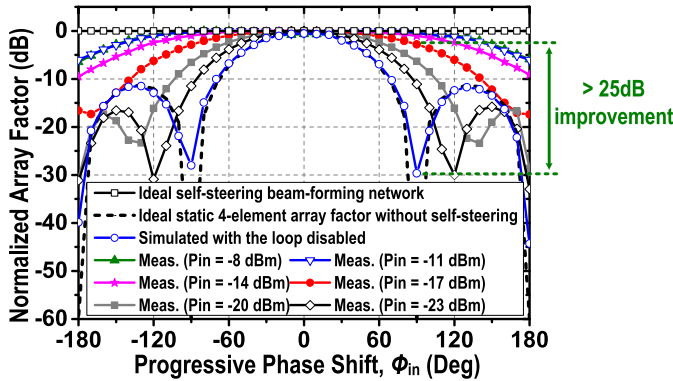 Normalized Array Factor (dB)
0
-10
-20
-30
-40
-50
-60
> 25dB
improvement
Ideal self-steering beam-forming network
Ideal static 4-element array factor without self-steering
Simulated with the loop disabled
Meas. (Pin = -8 dBm) Meas. (Pin = -11 dBm)
Meas. (Pin = -14 dBm) Meas. (Pin = -17 dBm)
Meas. (Pin = -20 dBm) Meas. (Pin = -23 dBm)
-180 -120 -60 0 60 120 180
Progressive Phase Shift, Φin (Deg)